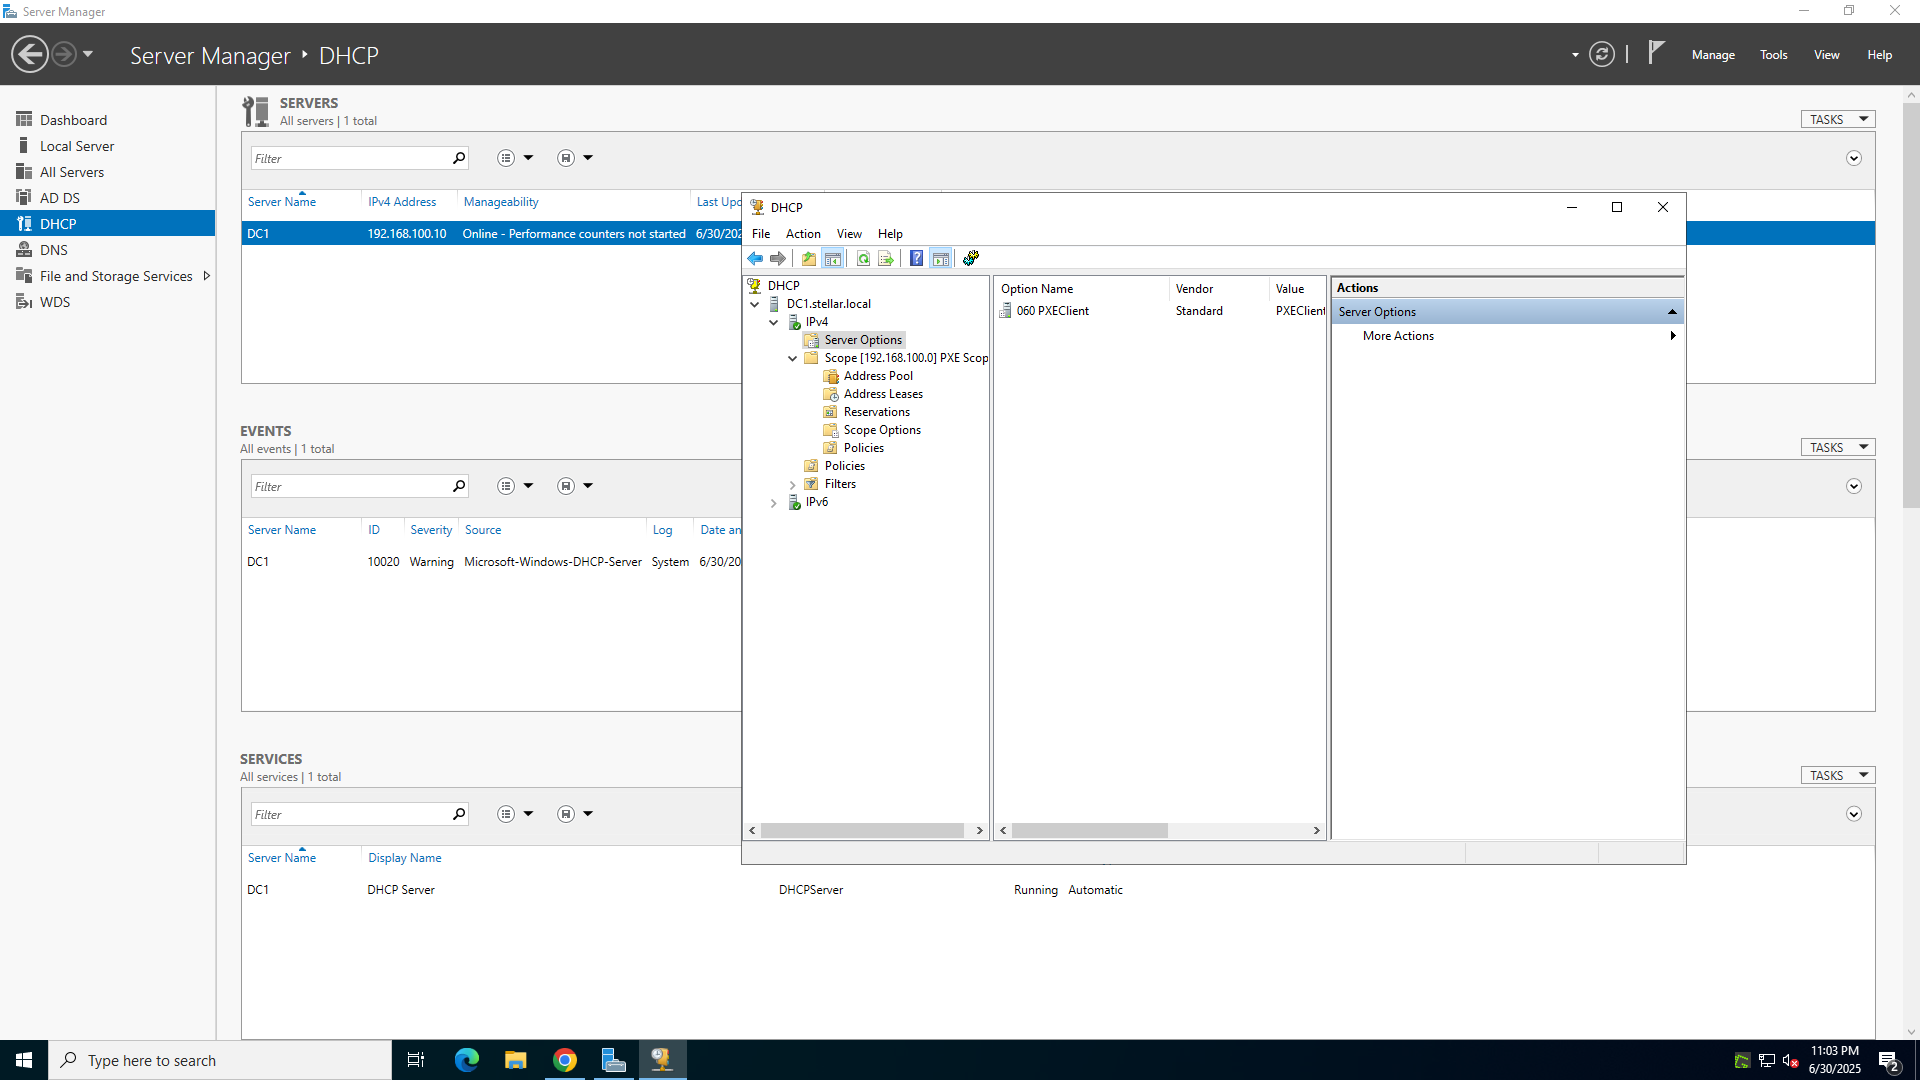 Server Manager
Server Manager ‣ DHCP
Manage
Tools
View
Help
Dashboard
Local Server
All Servers
AD DS
DHCP
DNS
File and Storage Services
WDS
SERVERS
All servers | 1 total
TASKS
Filter
Server Name
IPv4 Address
Manageability
Last Upd
DC1
192.168.100.10
Online - Performance counters not started
6/30/202
EVENTS
All events | 1 total
TASKS
Filter
Server Name
ID
Severity
Source
Log
Date an
DC1
10020
Warning
Microsoft-Windows-DHCP-Server
System
6/30/20
SERVICES
All services | 1 total
TASKS
Filter
Server Name
Display Name
DC1
DHCP Server
DHCPServer
Running
Automatic
DHCP
File
Action
View
Help
DHCP
DC1.stellar.local
IPv4
Server Options
Scope [192.168.100.0] PXE Scop
Address Pool
Address Leases
Reservations
Scope Options
Policies
Policies
Filters
IPv6
Option Name
Vendor
Value
060 PXEClient
Standard
PXEClient
Actions
Server Options
More Actions
Type here to search
11:03 PM
6/30/2025
2